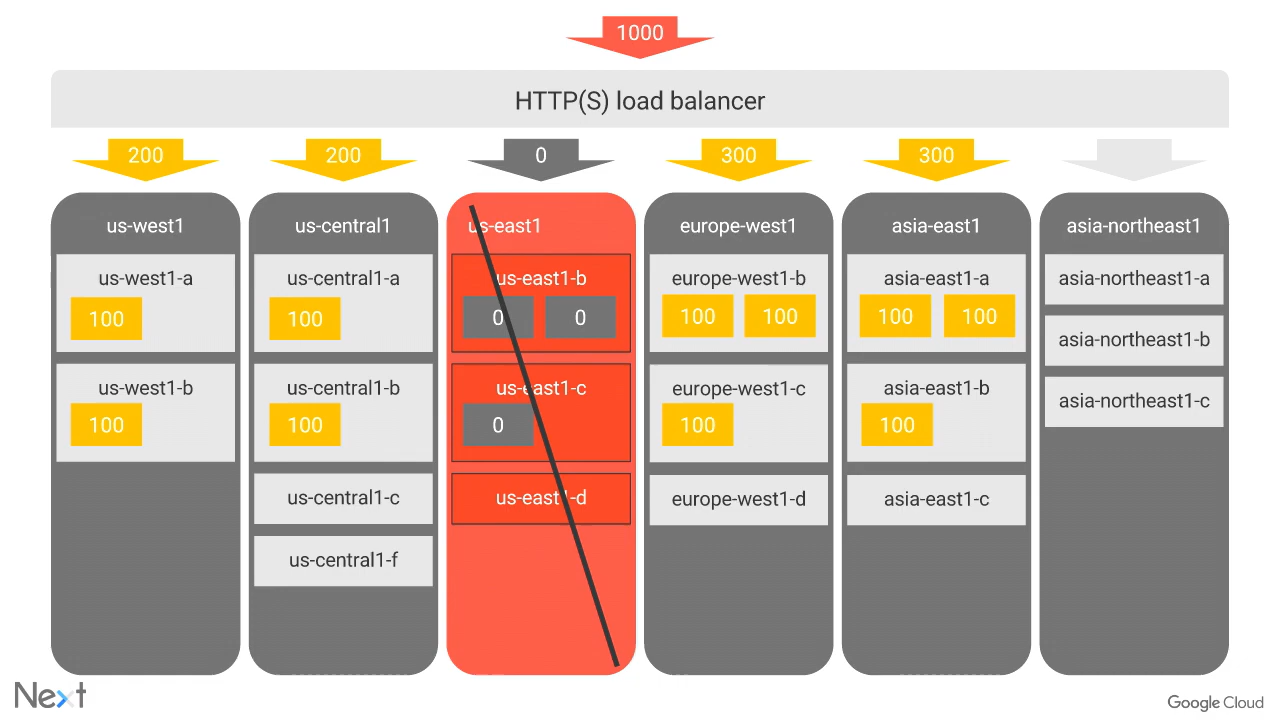 1000
HTTP(S) load balancer
200
200
0
300
300
us-west1
us-west1-a
100
us-west1-b
100
us-central1
us-central1-a
100
us-central1-b
100
us-central1-c
us-central1-f
us-east1
us-east1-b
0 0
us-east1-c
0
us-east1-d
europe-west1
europe-west1-b
100 100
europe-west1-c
100
europe-west1-d
asia-east1
asia-east1-a
100 100
asia-east1-b
100
asia-east1-c
asia-northeast1
asia-northeast1-a
asia-northeast1-b
asia-northeast1-c
Next
Google Cloud